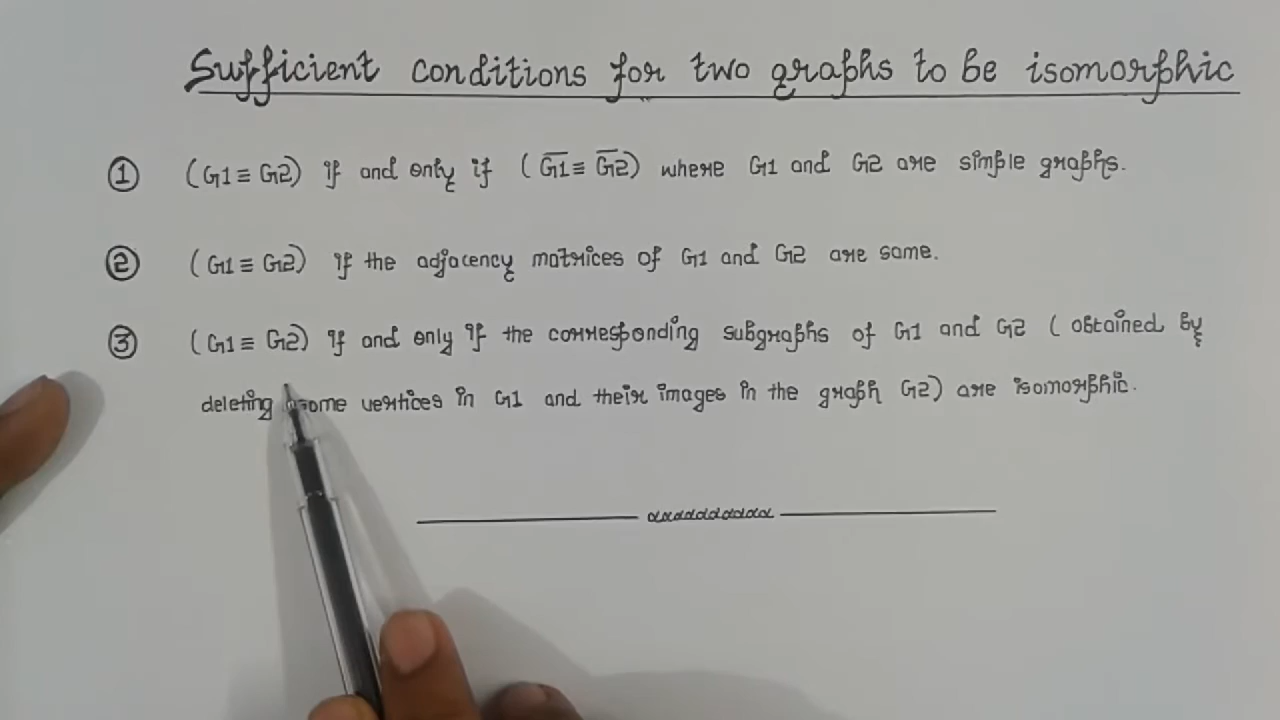 Sufficient conditions for two graphs to be isomorphic
① (G1 ≡ G2) if and only if ( G̅1̅ ≡ G̅2̅ ) where G1 and G2 are simple graphs.
② (G1 ≡ G2) if the adjacency matrices of G1 and G2 are same.
③ (G1 ≡ G2) if and only if the corresponding subgraphs of G1 and G2 ( obtained by
deleting some vertices in G1 and their images in the graph G2) are isomorphic.